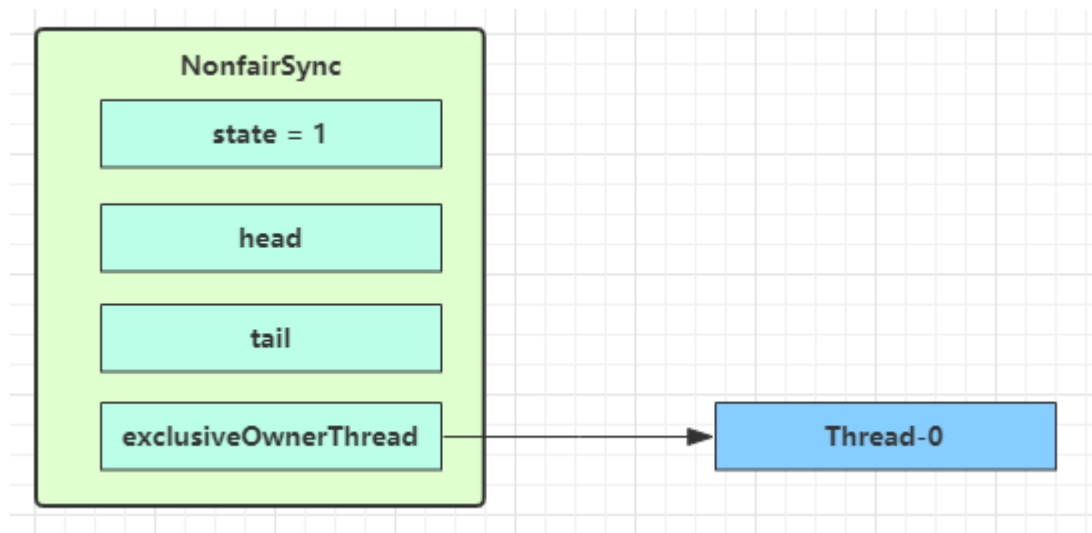 NonfairSync
state = 1
head
tail
exclusiveOwnerThread
Thread-0